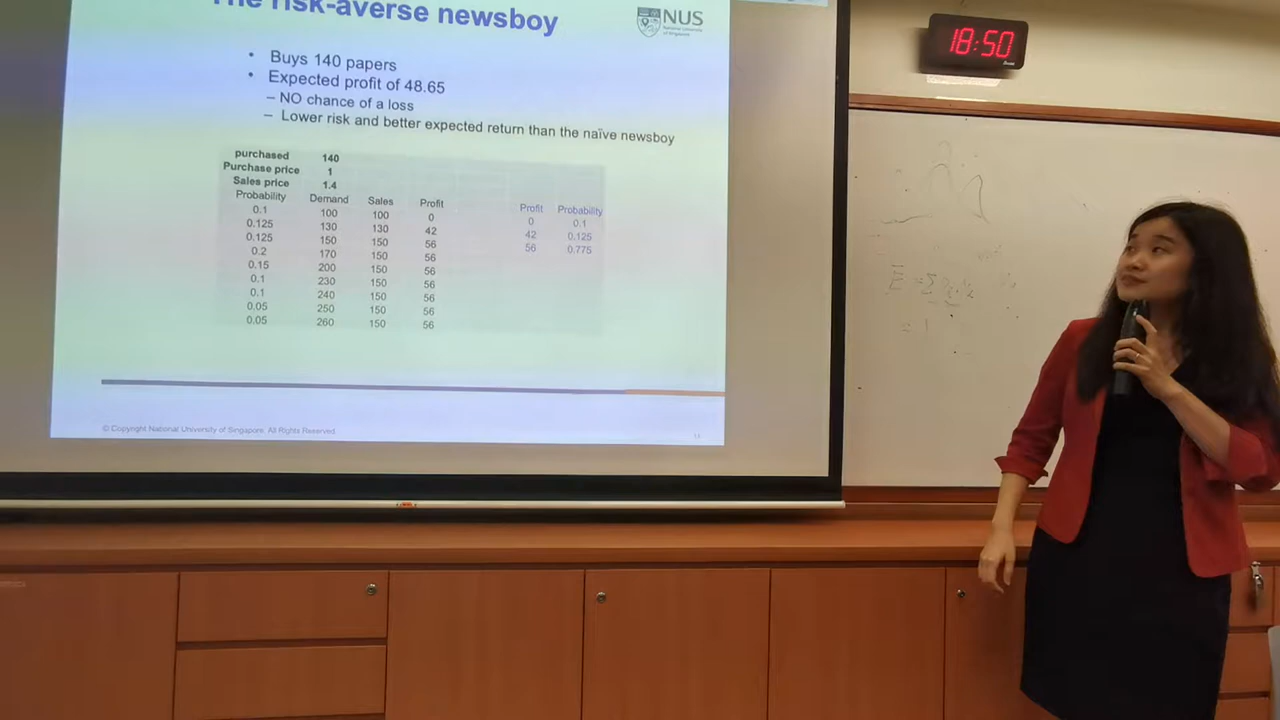 The risk-averse newsboy
NUS
National University
of Singapore
18:50
• Buys 140 papers
• Expected profit of 48.65
– NO chance of a loss
– Lower risk and better expected return than the naïve newsboy
purchased 140
Purchase price 1
Sales price 1.4
Probability Demand Sales Profit Profit Probability
0.1 100 100 0 0 0.1
0.125 130 130 42 42 0.125
0.125 150 150 56 56 0.775
0.2 170 150 56
0.15 200 150 56
0.1 230 150 56
0.1 240 150 56
0.05 250 150 56
0.05 260 150 56
© Copyright National University of Singapore. All Rights Reserved.
11